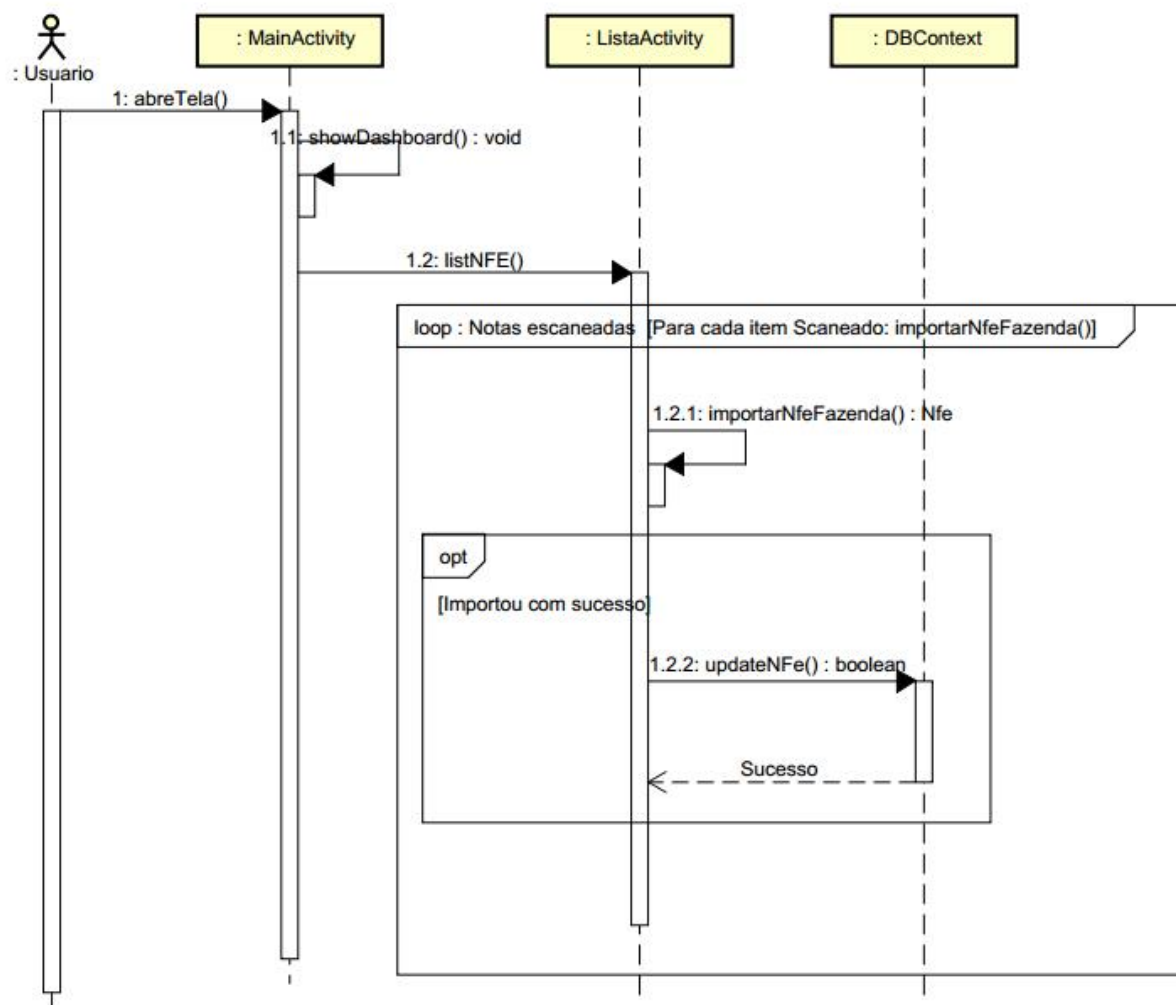 : Usuario
: MainActivity
: ListaActivity
: DBContext
1: abreTela()
1.1: showDashboard() : void
1.2: listNFE()
loop : Notas escaneadas [Para cada item Scaneado: importarNfeFazenda()]
1.2.1: importarNfeFazenda() : Nfe
opt
[Importou com sucesso]
1.2.2: updateNFe() : boolean
Sucesso